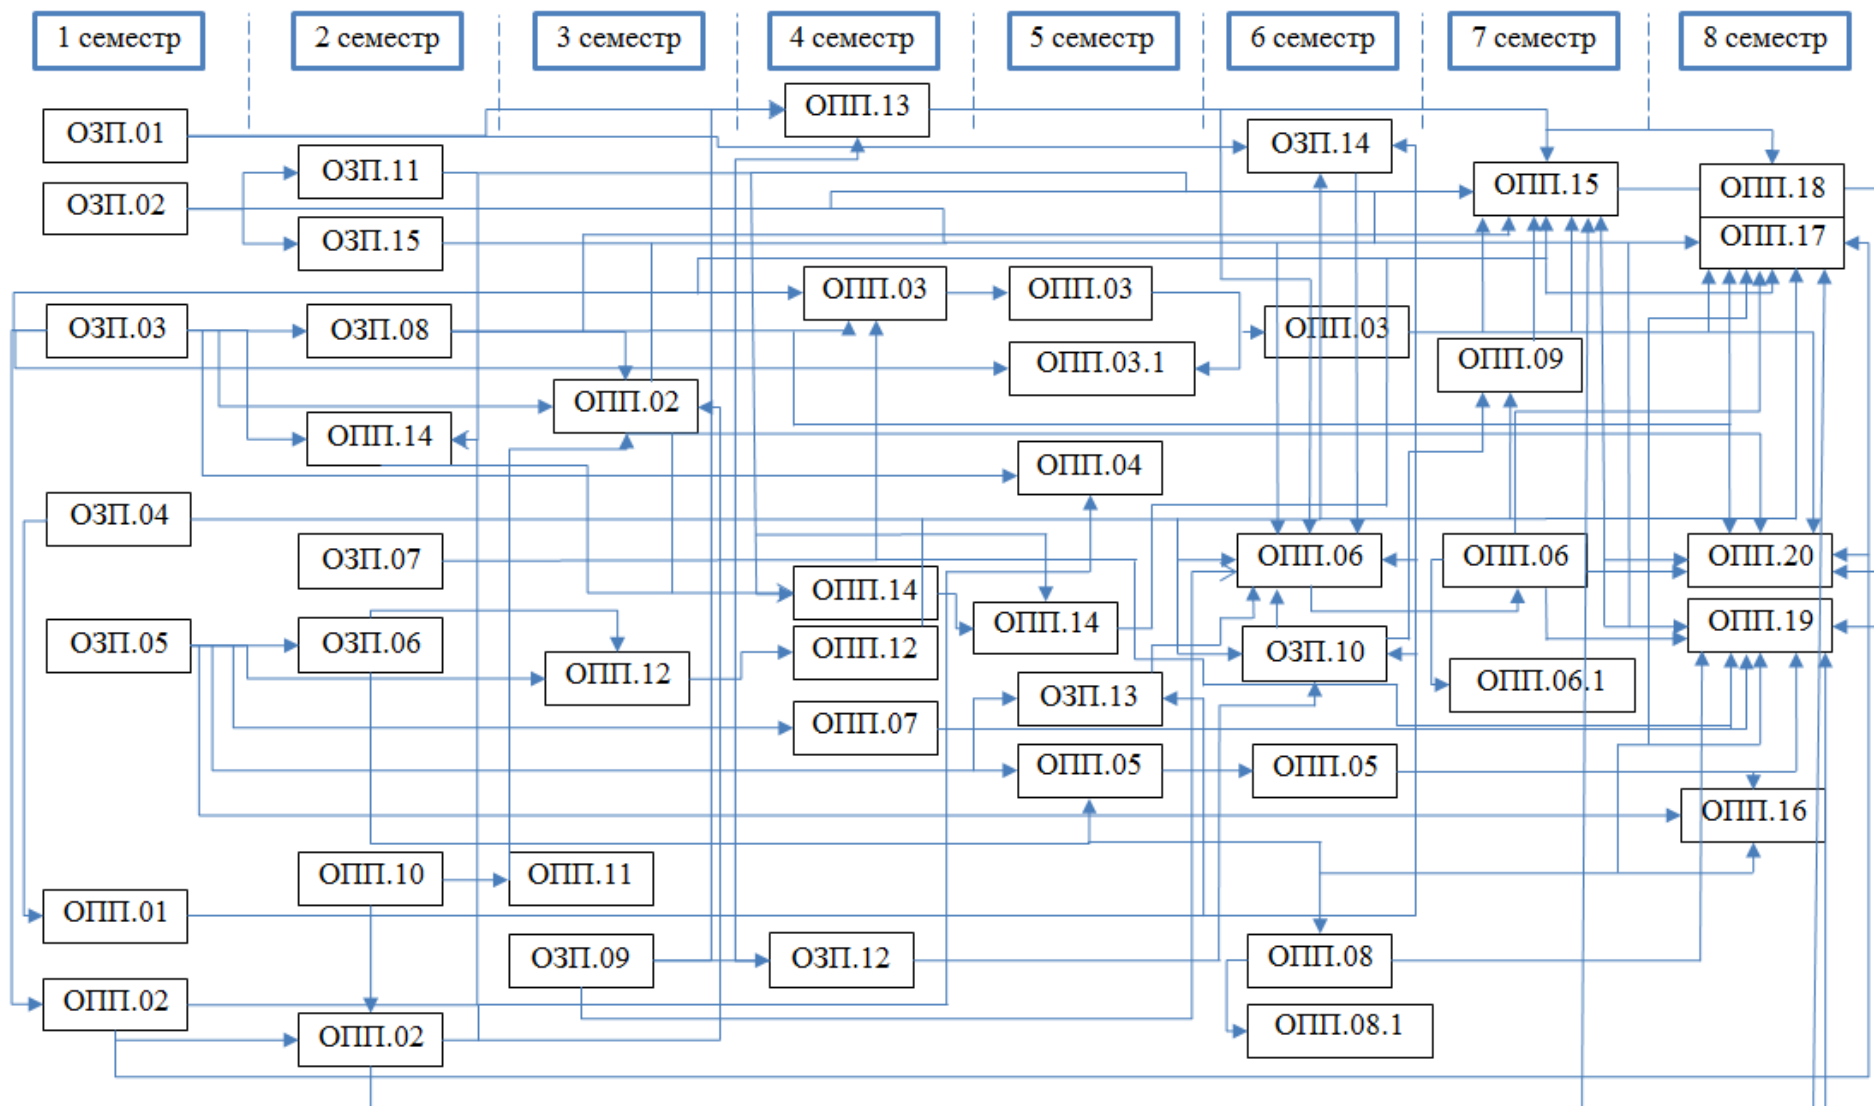 1 семестр
2 семестр
3 семестр
4 семестр
5 семестр
6 семестр
7 семестр
8 семестр
ОЗП.01
ОЗП.02
ОЗП.03
ОЗП.04
ОЗП.05
ОПП.01
ОПП.02
ОЗП.11
ОЗП.15
ОЗП.08
ОПП.14
ОЗП.07
ОЗП.06
ОПП.10
ОПП.02
ОПП.02
ОПП.12
ОПП.11
ОЗП.09
ОПП.13
ОПП.03
ОПП.14
ОПП.12
ОПП.07
ОЗП.12
ОПП.03
ОПП.03.1
ОПП.04
ОПП.14
ОЗП.13
ОПП.05
ОЗП.14
ОПП.03
ОПП.06
ОЗП.10
ОПП.05
ОПП.08
ОПП.08.1
ОПП.15
ОПП.09
ОПП.06
ОПП.06.1
ОПП.18
ОПП.17
ОПП.20
ОПП.19
ОПП.16